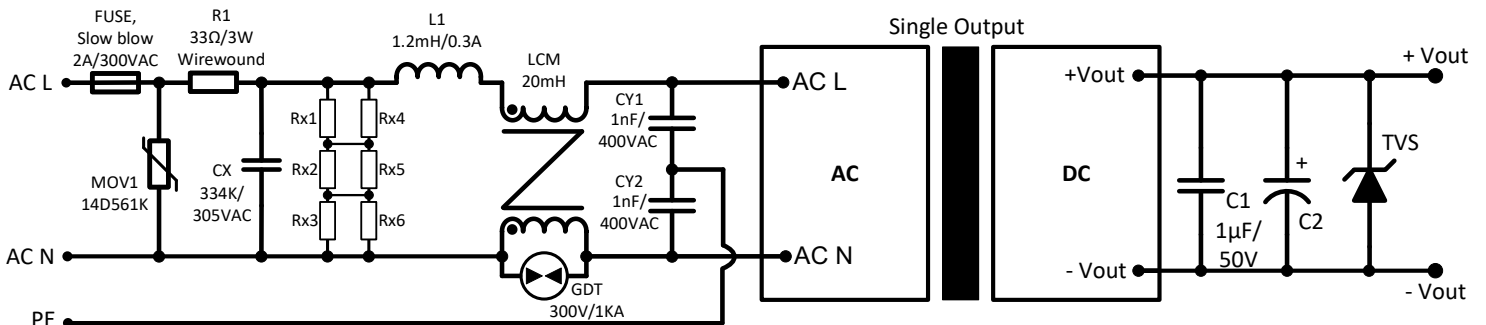 FUSE,
Slow blow
2A/300VAC
R1
33Ω/3W
Wirewound
L1
1.2mH/0.3A
LCM
20mH
Single Output
AC L
MOV1
14D561K
CX
334K/
305VAC
Rx1
Rx4
Rx2
Rx5
Rx3
Rx6
CY1
1nF/
400VAC
CY2
1nF/
400VAC
AC L
AC
AC N
DC
+Vout
- Vout
+ Vout
TVS
C1
1μF/
50V
+
C2
- Vout
AC N
GDT
300V/1KA
PE